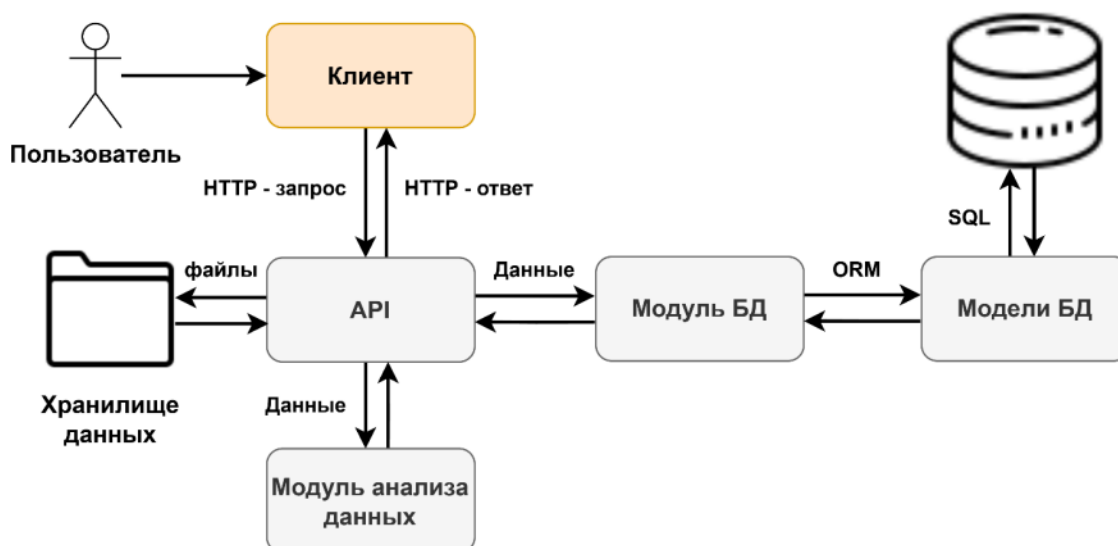 Клиент
Пользователь
HTTP - запрос
HTTP - ответ
SQL
файлы
Данные
ORM
API
Модуль БД
Модели БД
Хранилище
данных
Данные
Модуль анализа
данных